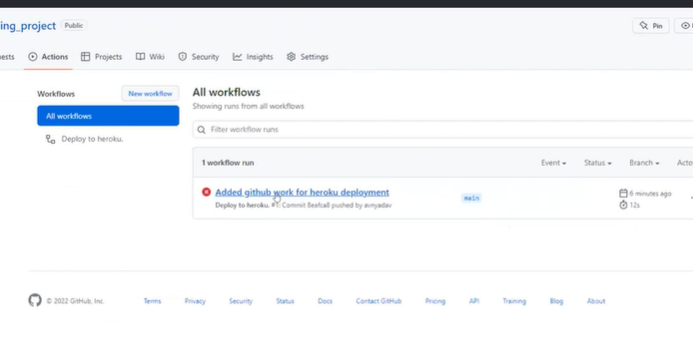 ing_project Public Pin
ests Actions Projects Wiki Security Insights Settings
Workflows New workflow
All workflows
Deploy to heroku.
All workflows
Showing runs from all workflows
Filter workflow runs
1 workflow run Event Status Branch Acto
Added github work for heroku deployment main 6 minutes ago
Deploy to heroku. #1: Commit pushed by avnyadav 12s
© 2022 GitHub, Inc. Terms Privacy Security Status Docs Contact GitHub Pricing API Training Blog About